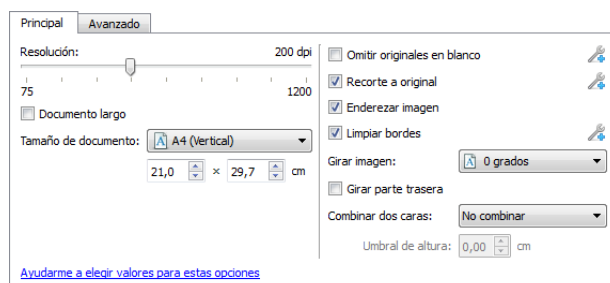 Principal Avanzado
Resolución: 200 dpi
75 1200
Documento largo
Tamaño de documento: A4 (Vertical)
21,0 × 29,7 cm
Ayudarme a elegir valores para estas opciones
Omitir originales en blanco
Recorte a original
Enderezar imagen
Limpiar bordes
Girar imagen: 0 grados
Girar parte trasera
Combinar dos caras: No combinar
Umbral de altura: 0,00 cm